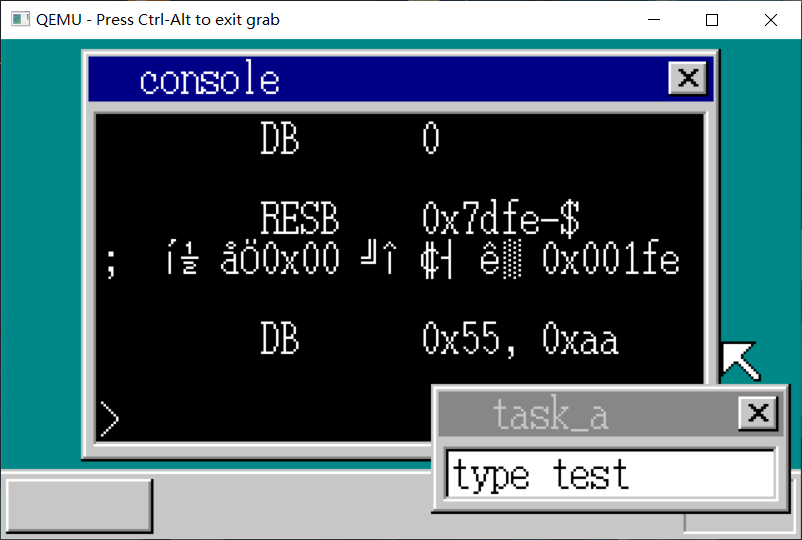 QEMU - Press Ctrl-Alt to exit grab
console
DB 0
RESB 0x7dfe-$
; í½ åö0x00 ╝î ¢┤ ê▒ 0x001fe
DB 0x55, 0xaa
>
task_a
type test